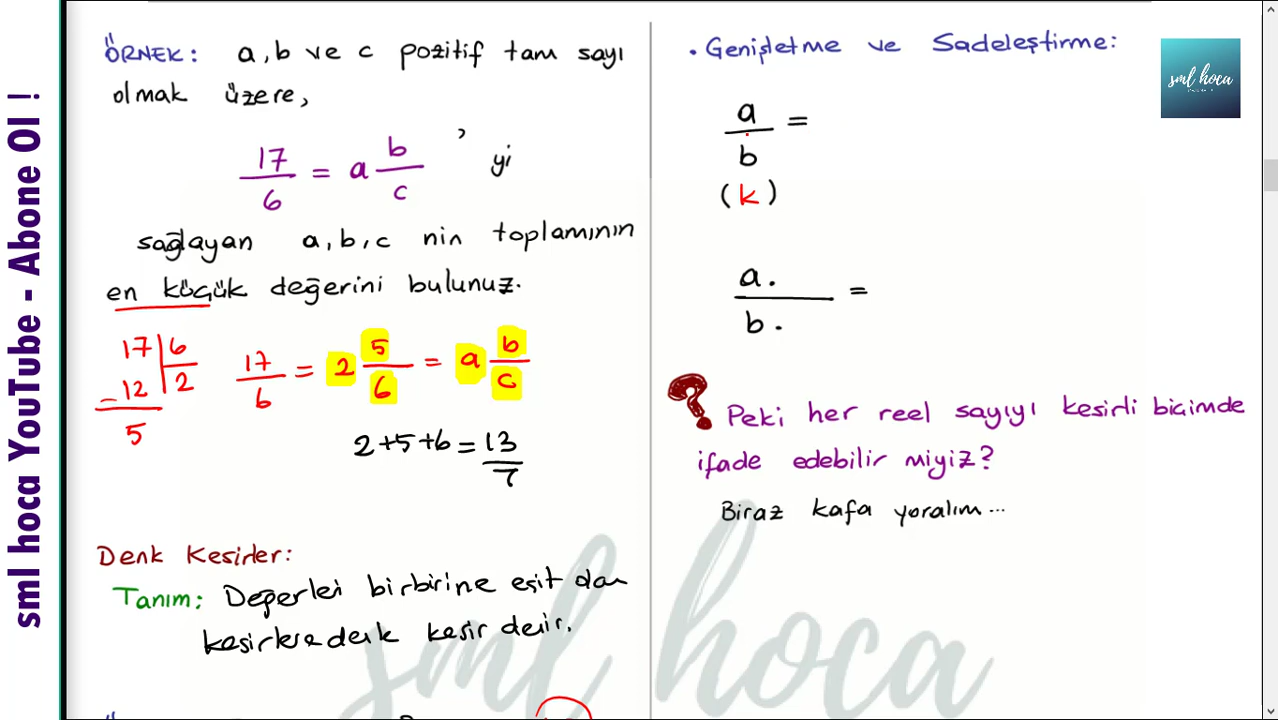 sml hoca YouTube - Abone Ol !
ÖRNEK: a, b ve c pozitif tam sayı
olmak üzere,
17/6 = a b/c ' yi
sağlayan a, b, c nin toplamının
en küçük değerini bulunuz.
17 | 6
- 12 | 2
5
17/6 = 2 5/6 = a b/c
2+5+6=13
7
Denk Kesirler:
Tanım: Değerleri birbirine eşit olan
kesirlere denk kesir denir.
. Genişletme ve Sadeleştirme:
a/b =
(k)
a. / b. =
? Peki her reel sayıyı kesirli biçimde
ifade edebilir miyiz?
Biraz kafa yoralım...
sml hoca
sml hoca